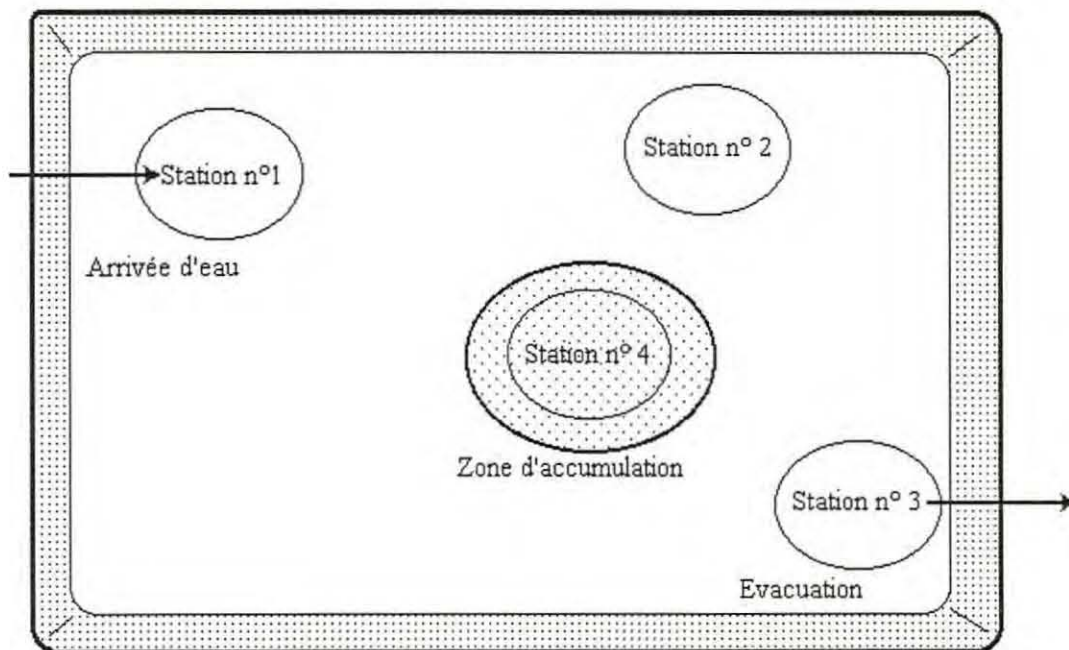 Station n° 2
Station n°1
Arrivée d'eau
Station n° 4
Zone d'accumulation
Station n° 3
Evacuation